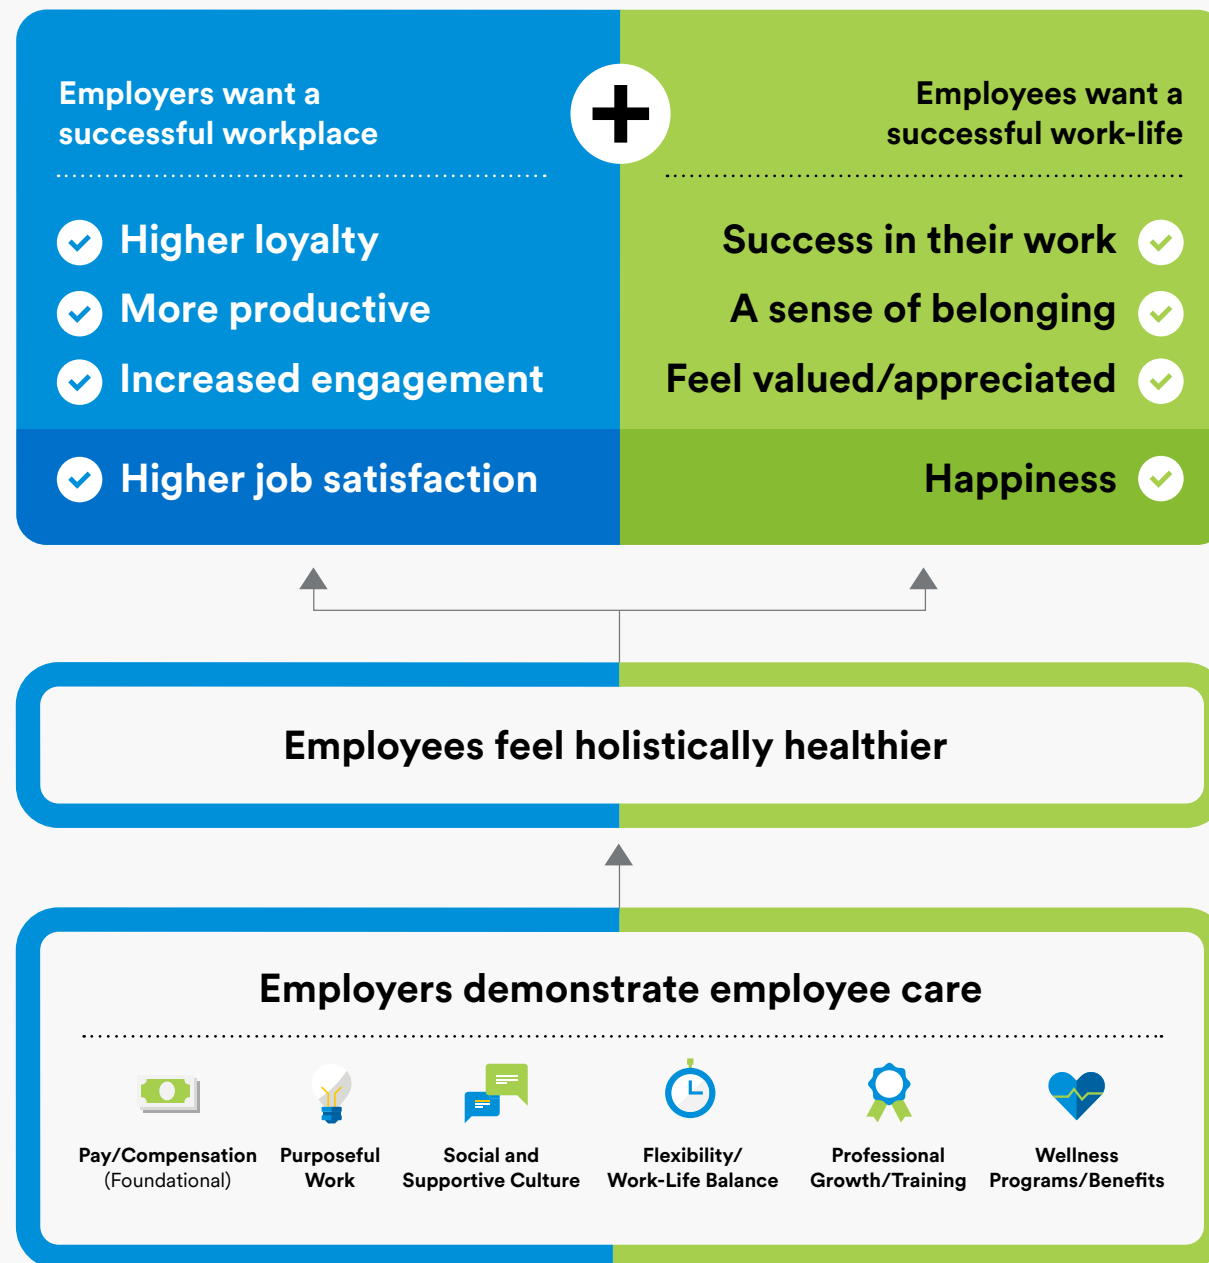 Employers want a
successful workplace
Higher loyalty
More productive
Increased engagement
Higher job satisfaction
Employees want a
successful work-life
Success in their work
A sense of belonging
Feel valued/appreciated
Happiness
Employees feel holistically healthier
Employers demonstrate employee care
Pay/Compensation
(Foundational)
Purposeful
Work
Social and
Supportive Culture
Flexibility/
Work-Life Balance
Professional
Growth/Training
Wellness
Programs/Benefits